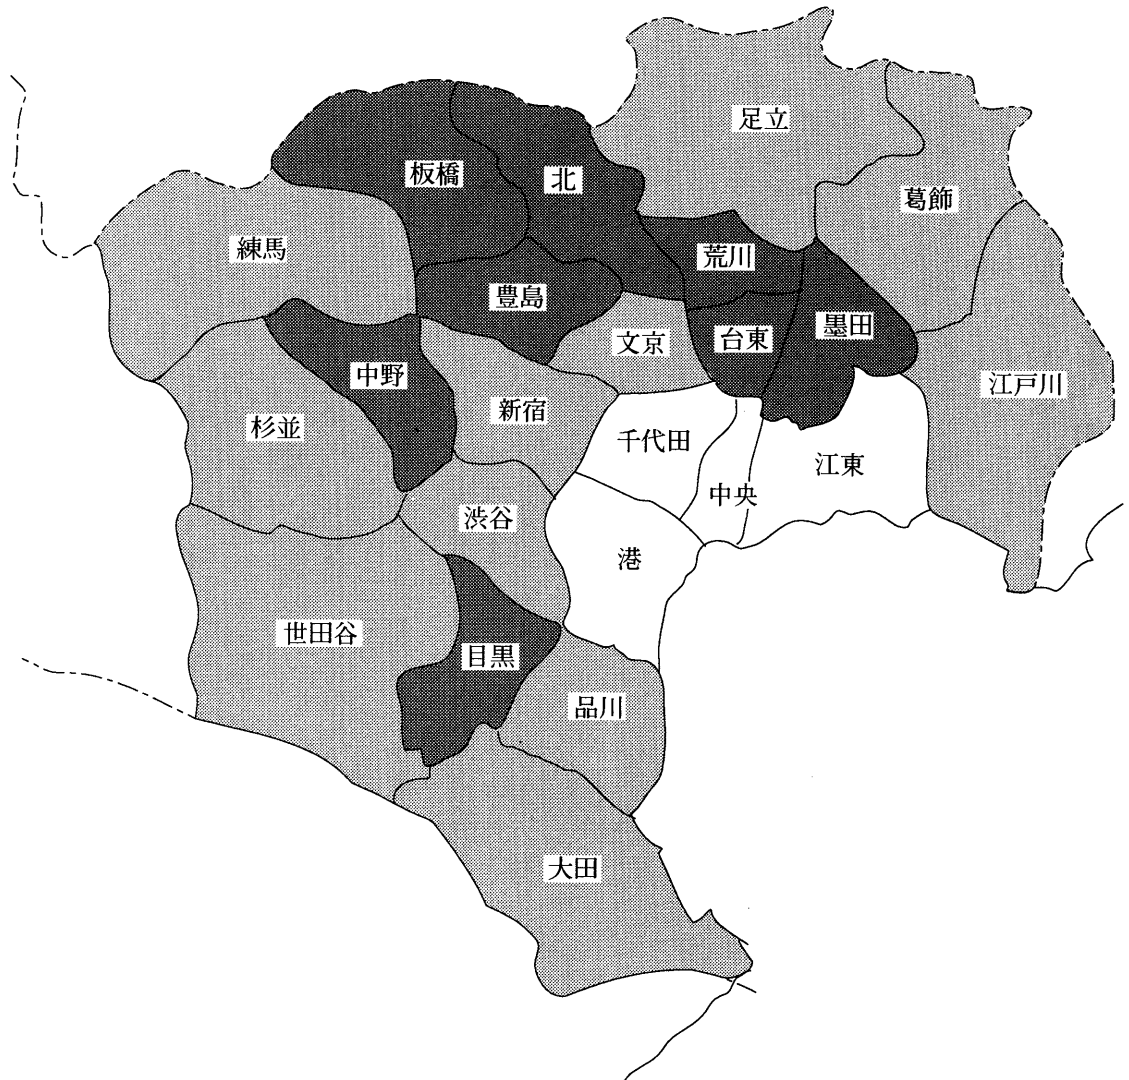 足立
板橋
北
葛飾
練馬
荒川
豊島
墨田
台東
文京
中野
江戸川
新宿
杉並
千代田
江東
中央
渋谷
港
世田谷
目黒
品川
大田